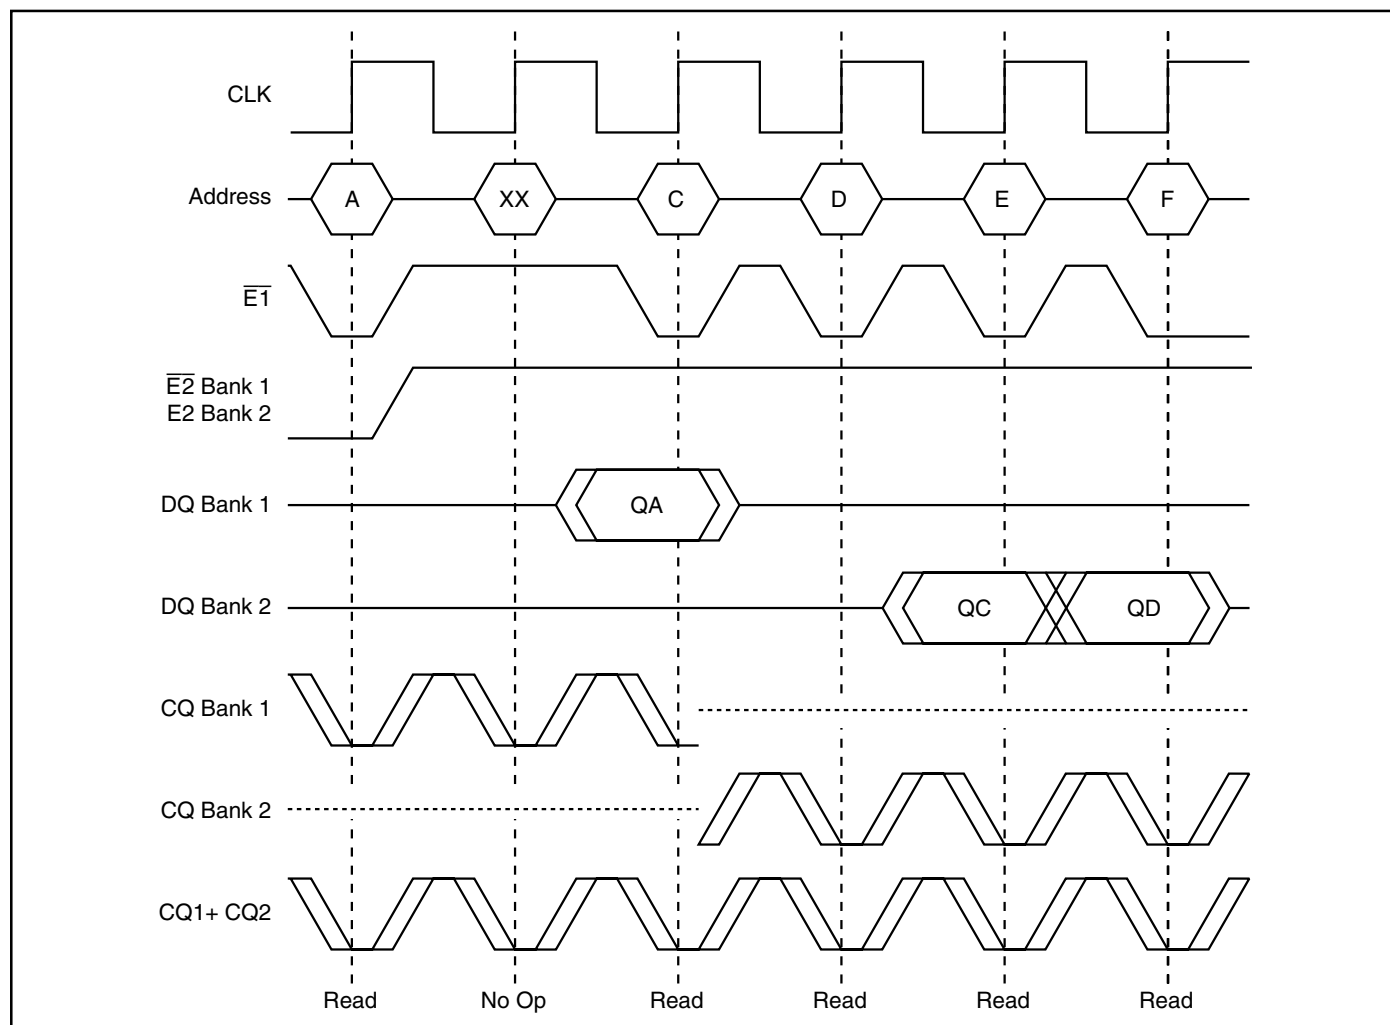 CLK
Address A XX C D E F
E1
E2 Bank 1
E2 Bank 2
DQ Bank 1 QA
DQ Bank 2 QC QD
CQ Bank 1
CQ Bank 2
CQ1+ CQ2
Read No Op Read Read Read Read